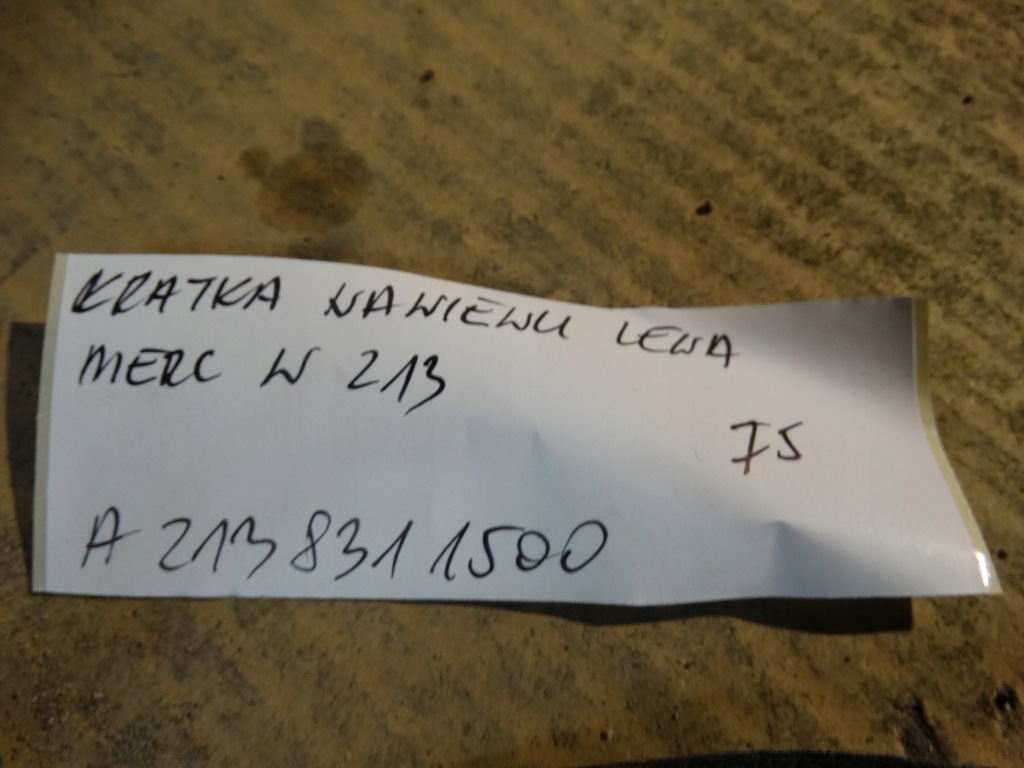 KRATKA NAWIEWU LEWA
MERC W 213
75
A 213 831 1500